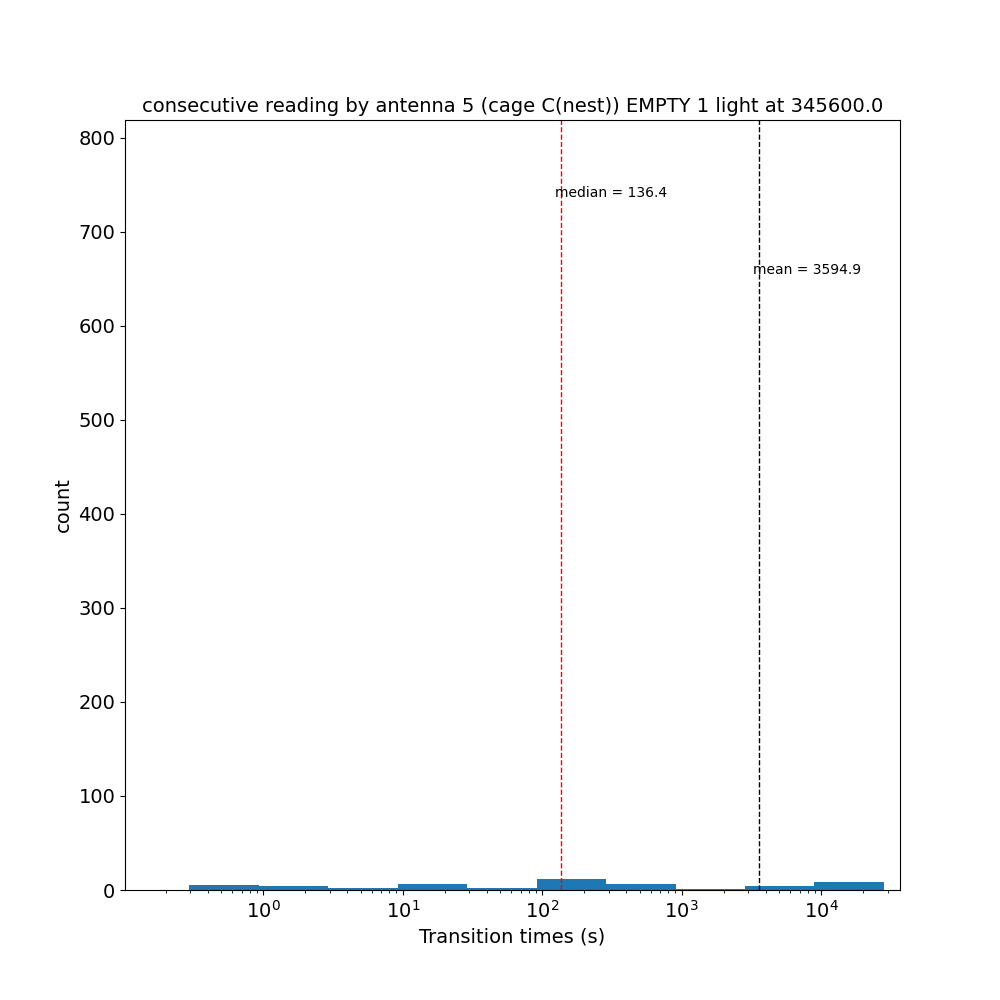 consecutive reading by antenna 5 (cage C(nest)) EMPTY 1 light at 345600.0
800
median = 136.4
700
mean = 3594.9
600
500
count
400
300
200
100
0
10⁰ 10¹ 10² 10³ 10⁴
Transition times (s)